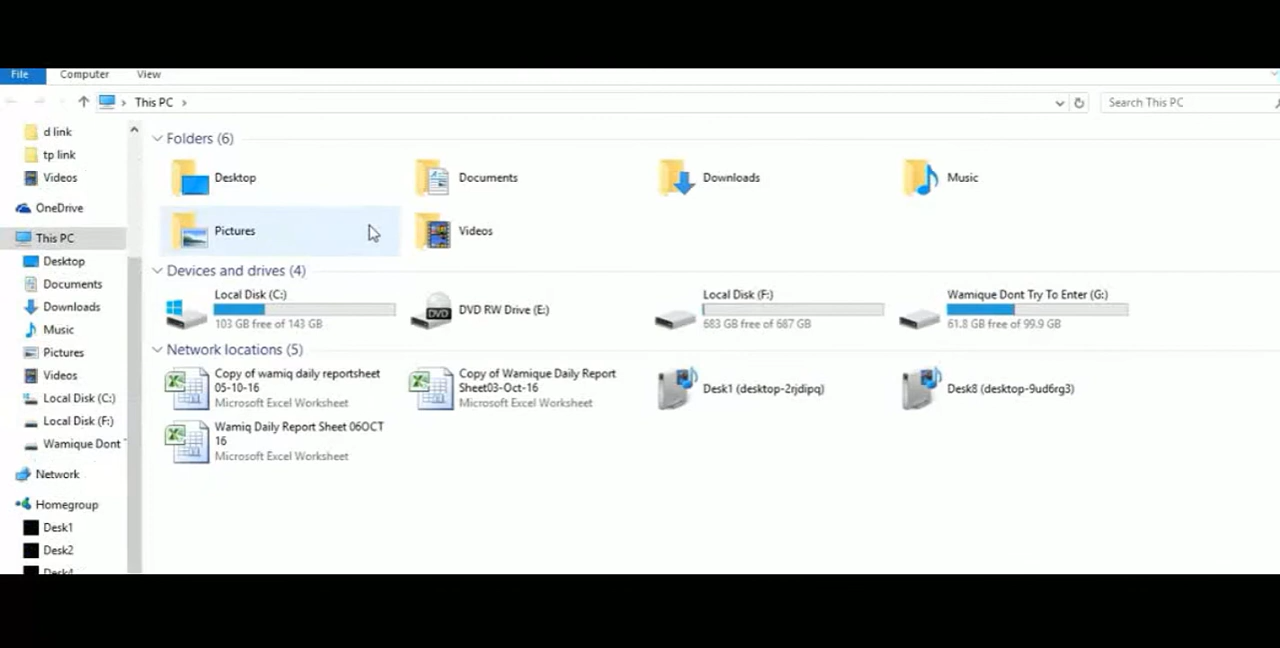 File Computer View
This PC
Search This PC
d link
tp link
Videos
OneDrive
This PC
Desktop
Documents
Downloads
Music
Pictures
Videos
Local Disk (C:)
Local Disk (F:)
Wamique Dont
Network
Homegroup
Desk1
Desk2
Desk4
Folders (6)
Desktop
Documents
Downloads
Music
Pictures
Videos
Devices and drives (4)
Local Disk (C:)
103 GB free of 143 GB
DVD
DVD RW Drive (E:)
Local Disk (F:)
683 GB free of 687 GB
Wamique Dont Try To Enter (G:)
61.8 GB free of 99.9 GB
Network locations (5)
Copy of wamiq daily reportsheet
05-10-16
Microsoft Excel Worksheet
Copy of Wamique Daily Report
Sheet03-Oct-16
Microsoft Excel Worksheet
Desk1 (desktop-2rjdipq)
Desk8 (desktop-9ud6rg3)
Wamiq Daily Report Sheet 06OCT
16
Microsoft Excel Worksheet